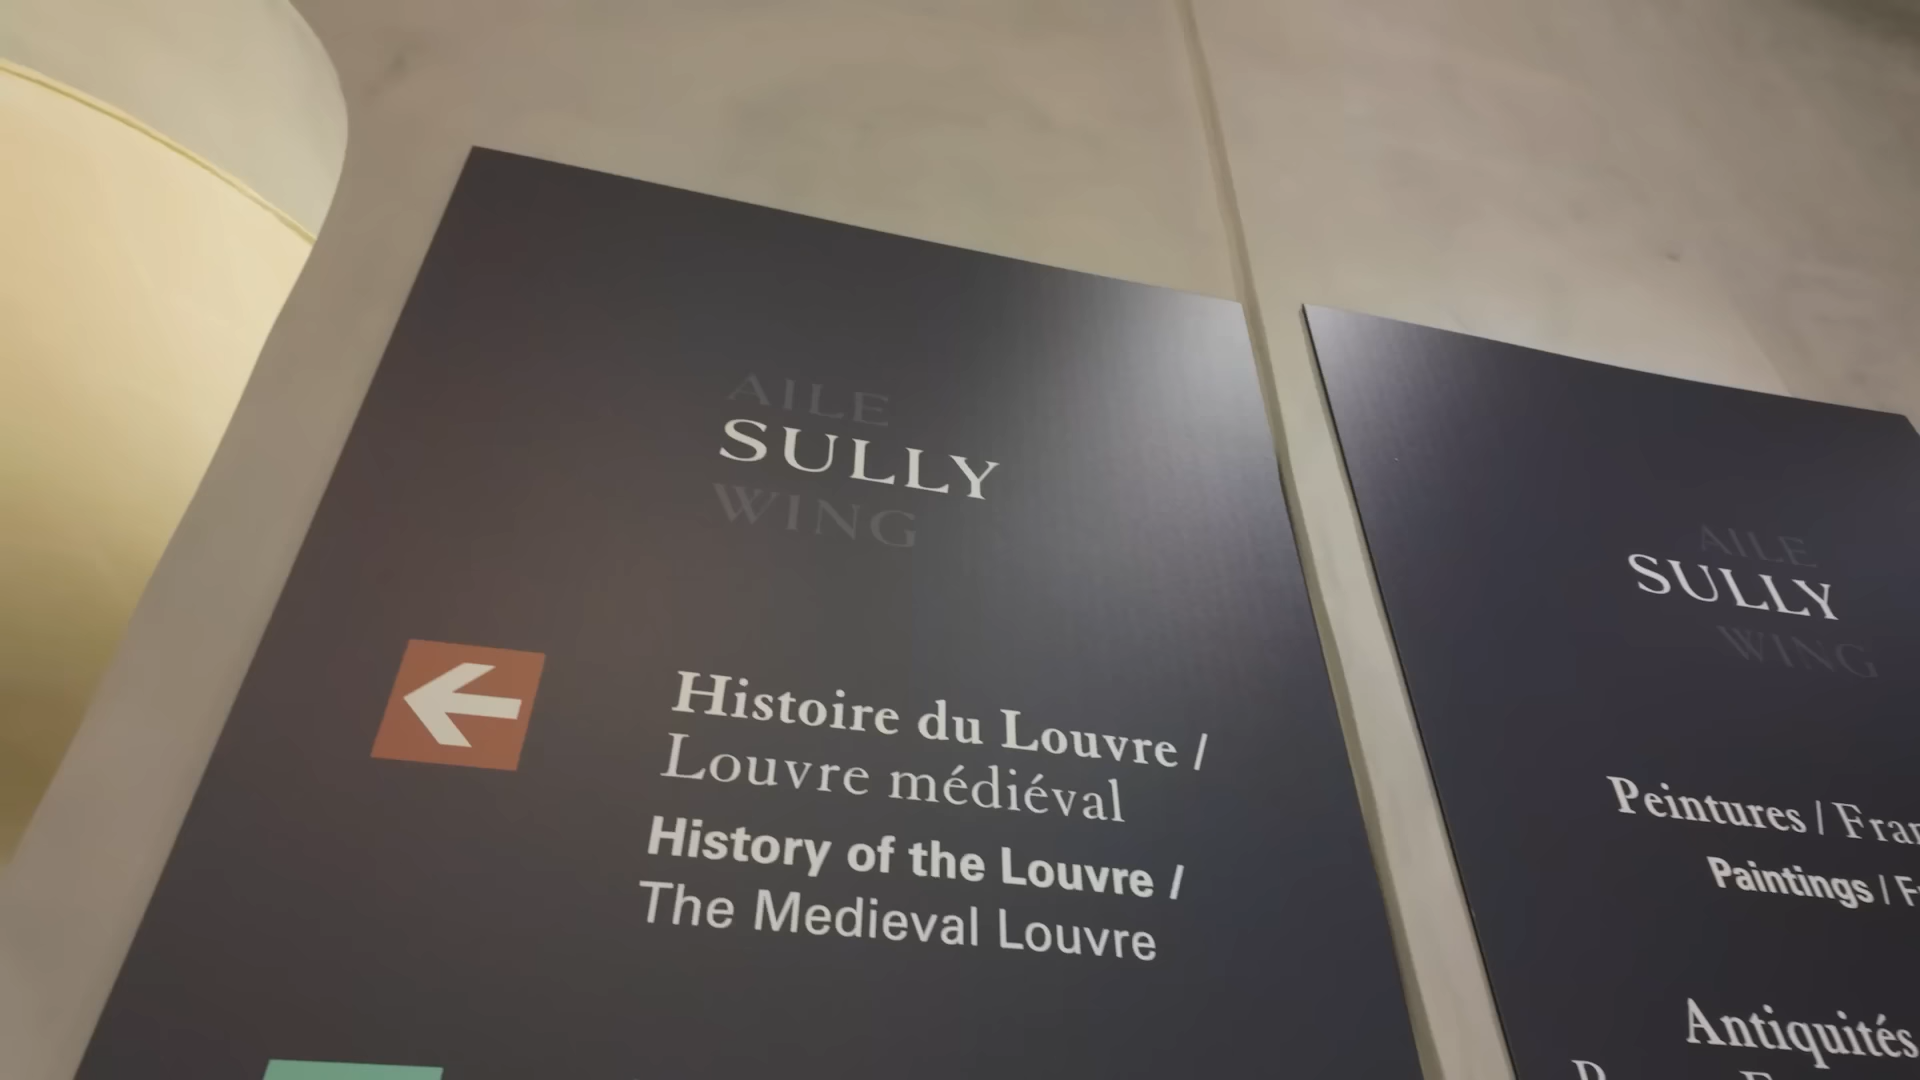 AILE
SULLY
WING
Histoire du Louvre /
Louvre médiéval
History of the Louvre /
The Medieval Louvre
AILE
SULLY
WING
Peintures /
Paintings /
Antiquités